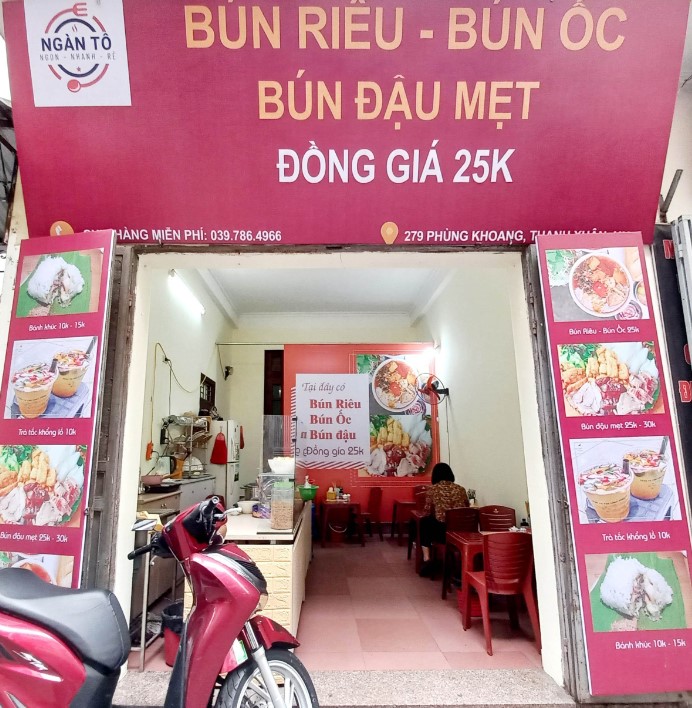 NGÀN TÔ
NGON - NHANH - RẺ
BÚN RIÊU - BÚN ỐC
BÚN ĐẬU MẸT
ĐỒNG GIÁ 25K
HÀNG MIỄN PHÍ: 039.786.4966
279 PHÙNG KHOANG, THANH XUÂN,
Bánh khúc 10k - 15k
Trà tắc khổng lồ 10k
Bún đậu mẹt 25k - 30k
Tại đây có
Bún Riêu
Bún Ốc
Bún đậu
Đồng giá 25k
Bún Riêu - Bún Ốc 25k
Bún đậu mẹt 25k - 30k
Trà tắc khổng lồ 10k
Bánh khúc 10k - 15k